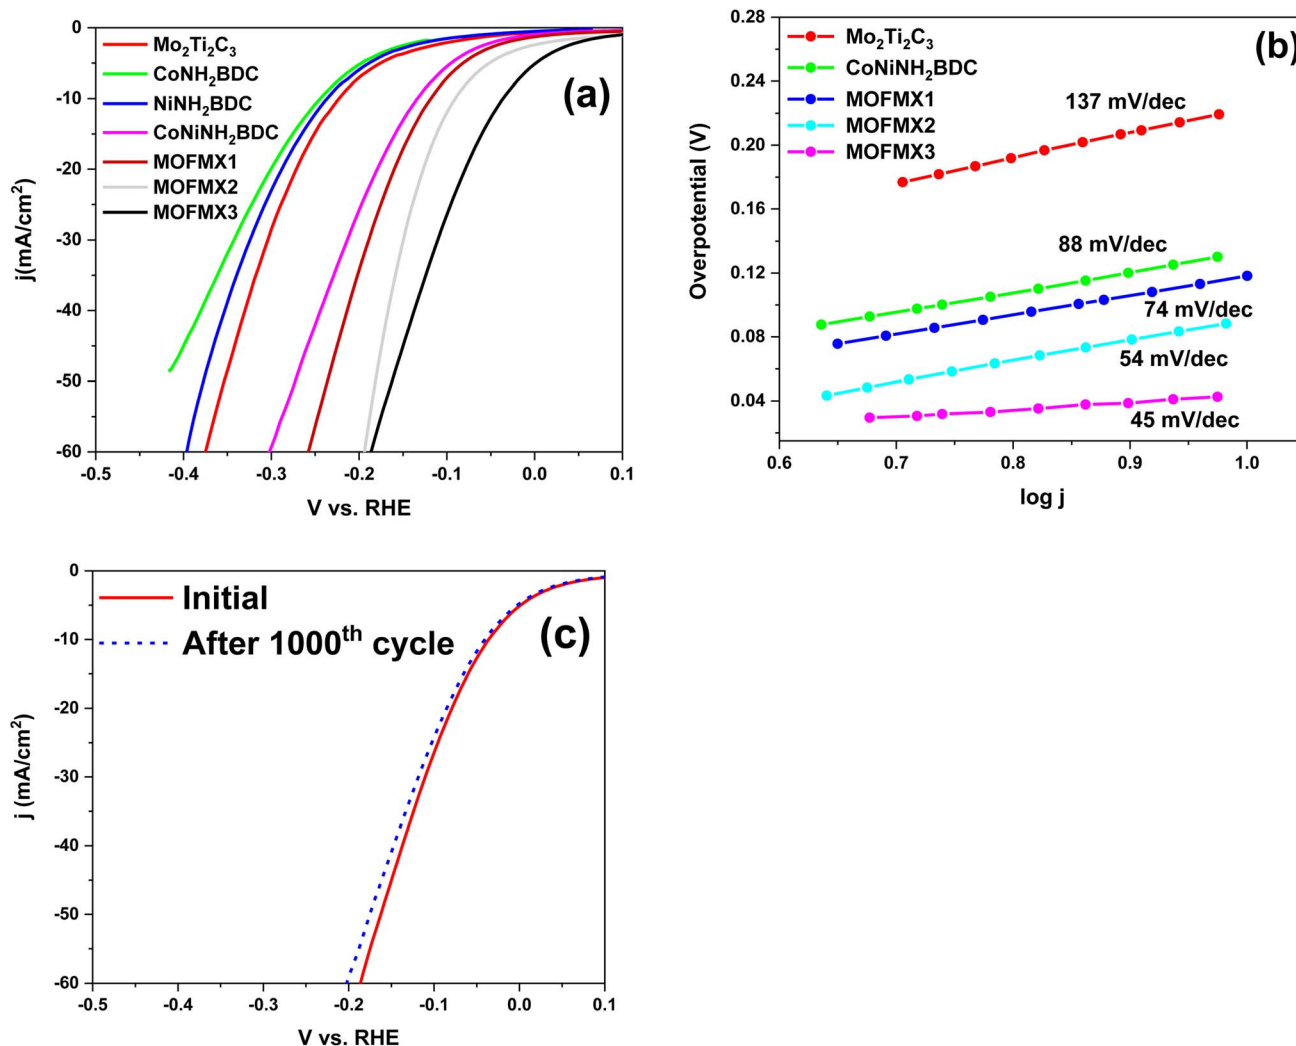 Mo₂Ti₂C₃
CoNH₂BDC
NiNH₂BDC
CoNiNH₂BDC
MOFMX1
MOFMX2
MOFMX3
(a)
0
-10
-20
-30
-40
-50
-60
j(mA/cm²)
-0.5 -0.4 -0.3 -0.2 -0.1 0.0 0.1
V vs. RHE
(b)
Mo₂Ti₂C₃
CoNiNH₂BDC
MOFMX1
MOFMX2
MOFMX3
137 mV/dec
88 mV/dec
74 mV/dec
54 mV/dec
45 mV/dec
0.28
0.24
0.20
0.16
0.12
0.08
0.04
Overpotential (V)
0.6 0.7 0.8 0.9 1.0
log j
Initial
After 1000ᵗʰ cycle
(c)
0
-10
-20
-30
-40
-50
-60
j (mA/cm²)
-0.5 -0.4 -0.3 -0.2 -0.1 0.0 0.1
V vs. RHE